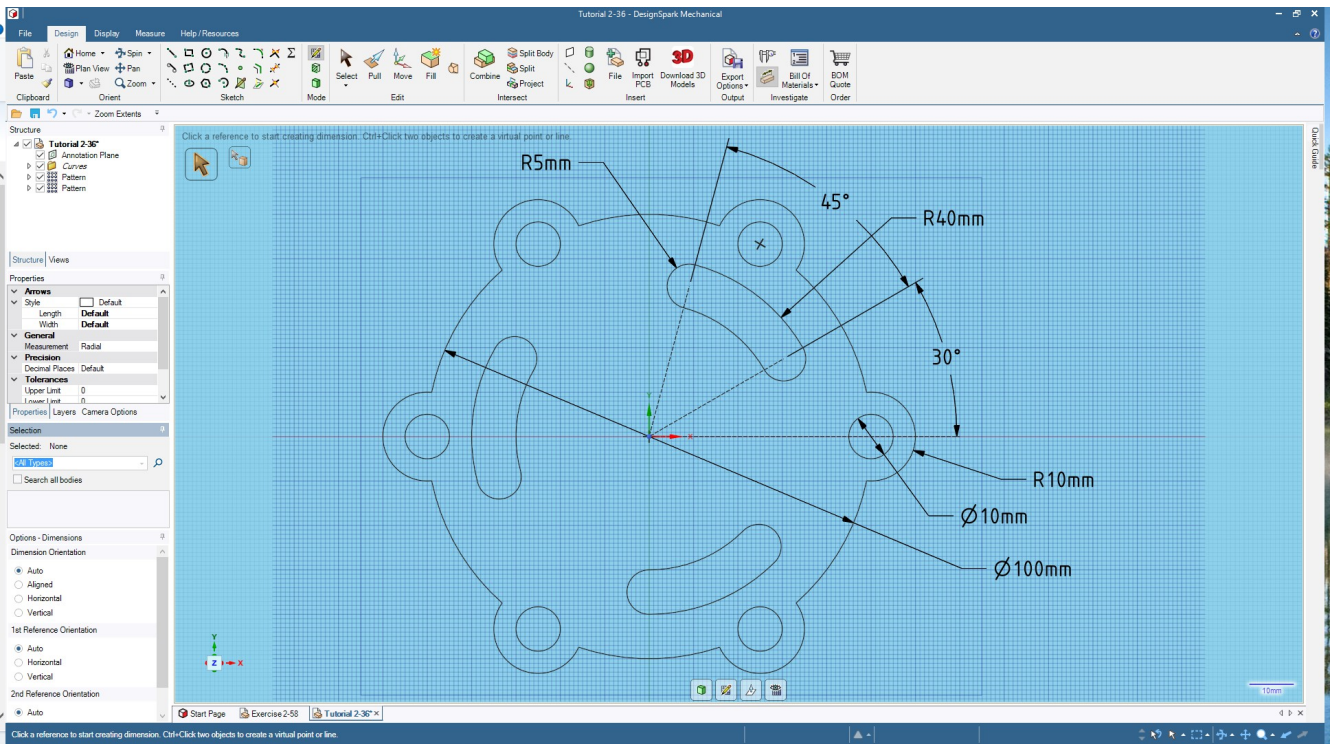 Tutorial 2-36 - DesignSpark Mechanical
File Design Display Measure Help / Resources
Paste
Home Spin
Plan View Pan
Zoom
Select Pull Move Fill
Combine
Split Body
Split
Project
File Import PCB Download 3D Models
3D
Export Options
Bill Of Materials
BOM Quote
Clipboard Orient Sketch Mode Edit Intersect Insert Output Investigate Order
Zoom Extents
Structure
Tutorial 2-36*
Annotation Plane
Curves
Pattern
Pattern
Structure Views
Properties
Arrows
Style Default
Length Default
Width Default
General
Measurement Radial
Precision
Decimal Places Default
Tolerances
Upper Limit 0
Lower Limit 0
Properties Layers Camera Options
Selection
Selected: None
<All Types>
Search all bodies
Options - Dimensions
Dimension Orientation
Auto
Aligned
Horizontal
Vertical
1st Reference Orientation
Auto
Horizontal
Vertical
2nd Reference Orientation
Auto
Click a reference to start creating dimension. Ctrl+Click two objects to create a virtual point or line.
R5mm
45°
R40mm
30°
R10mm
Ø10mm
Ø100mm
Y
X
Y
Z X
10mm
Quick Guide
Start Page Exercise 2-58 Tutorial 2-36*
Click a reference to start creating dimension. Ctrl+Click two objects to create a virtual point or line.